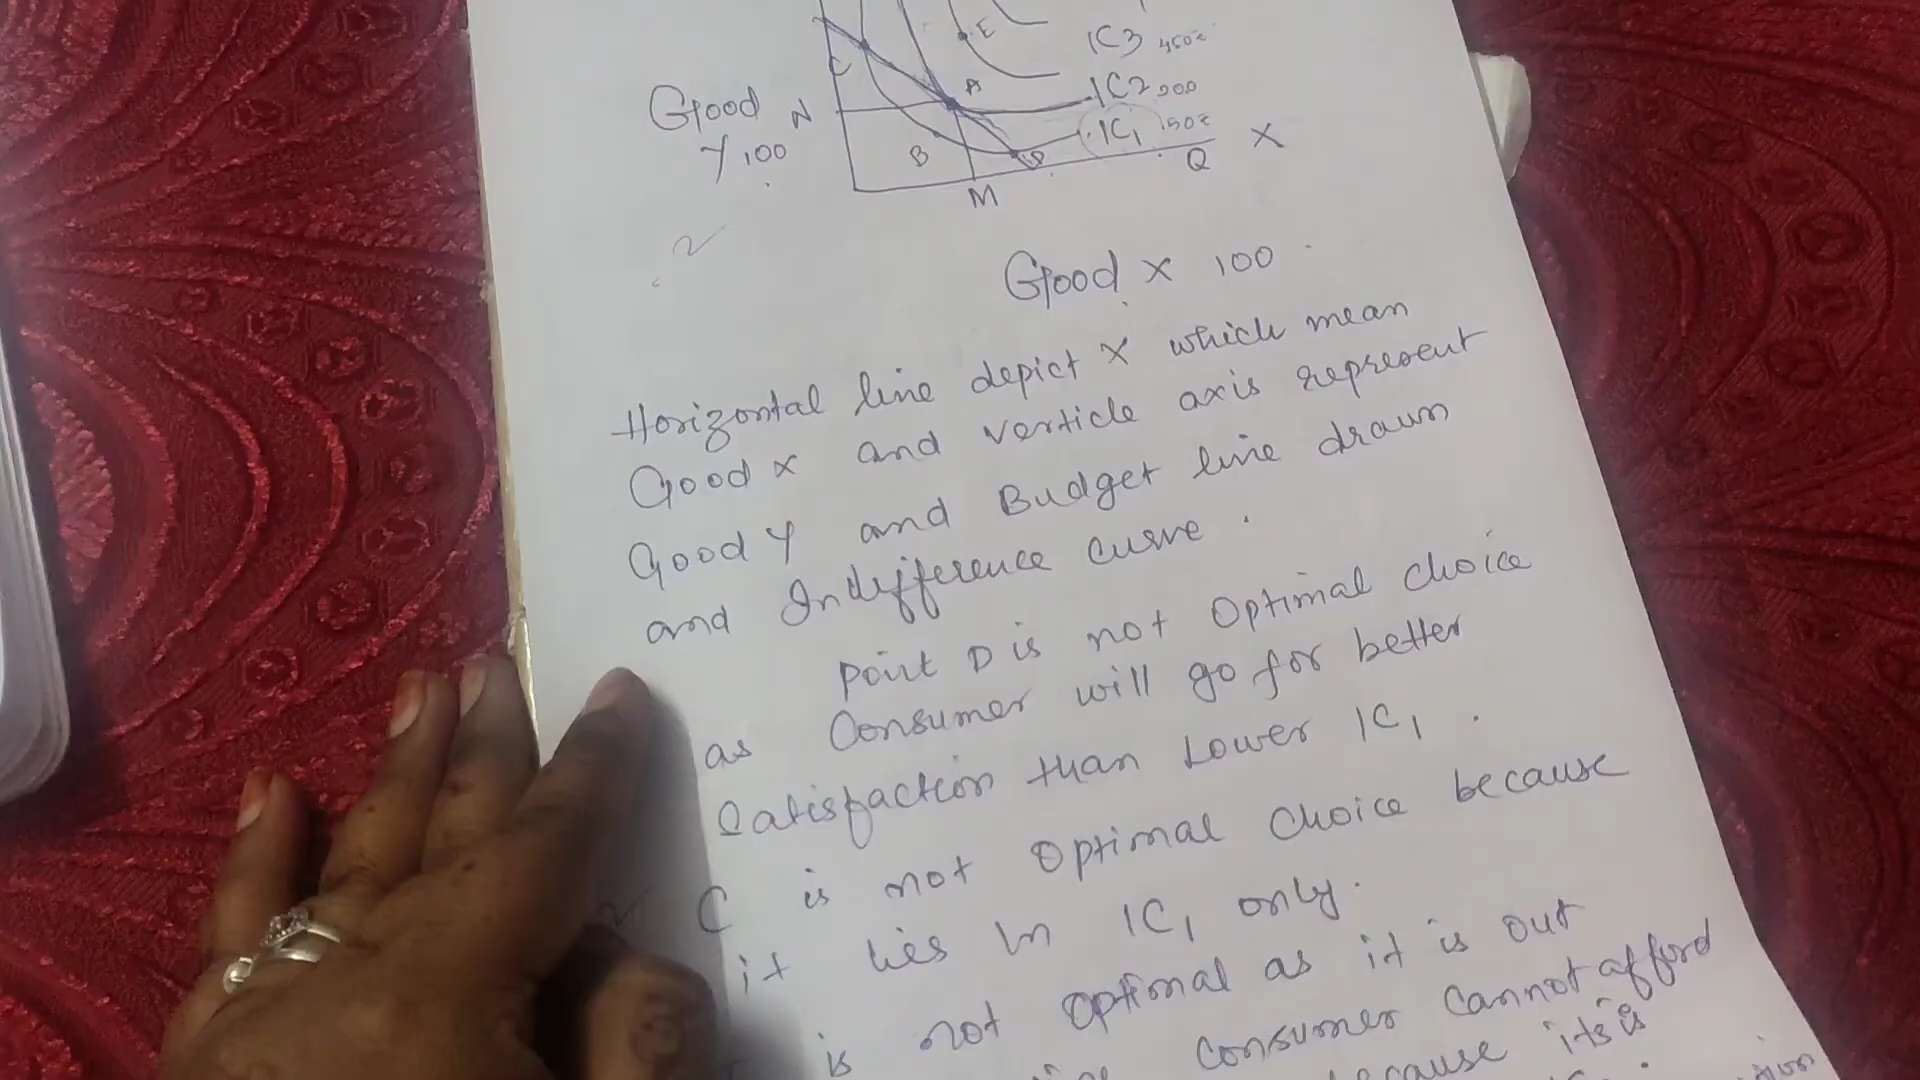 E
C
A
IC3 450
Good N
IC2 200
Y 100
IC1 150
B
Q X
M
Good X 100
Horizontal line depict X which mean
Good x and verticle axis represent
Good Y and Budget line drawn
and Indifference curve.
point D is not Optimal choice
as Consumer will go for better
Satisfaction than Lower IC1.
C is not Optimal choice because
it lies in IC1 only.
is not optimal as it is out
consumer cannot afford
because its is